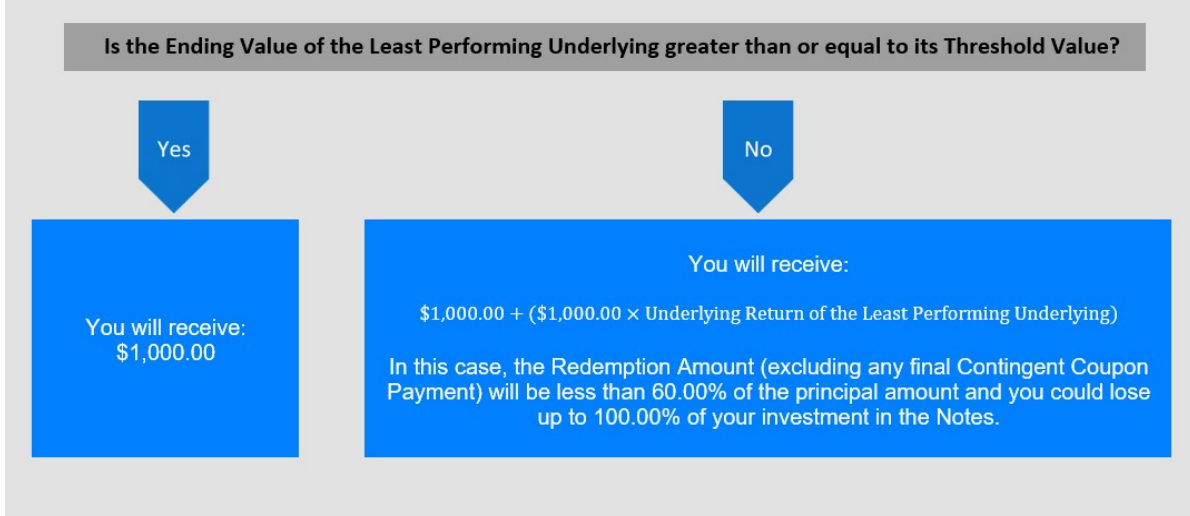 Is the Ending Value of the Least Performing Underlying greater than or equal to its Threshold Value?
Yes
No
You will receive:
$1,000.00
You will receive:
$1,000.00 + ($1,000.00 × Underlying Return of the Least Performing Underlying)
In this case, the Redemption Amount (excluding any final Contingent Coupon
Payment) will be less than 60.00% of the principal amount and you could lose
up to 100.00% of your investment in the Notes.